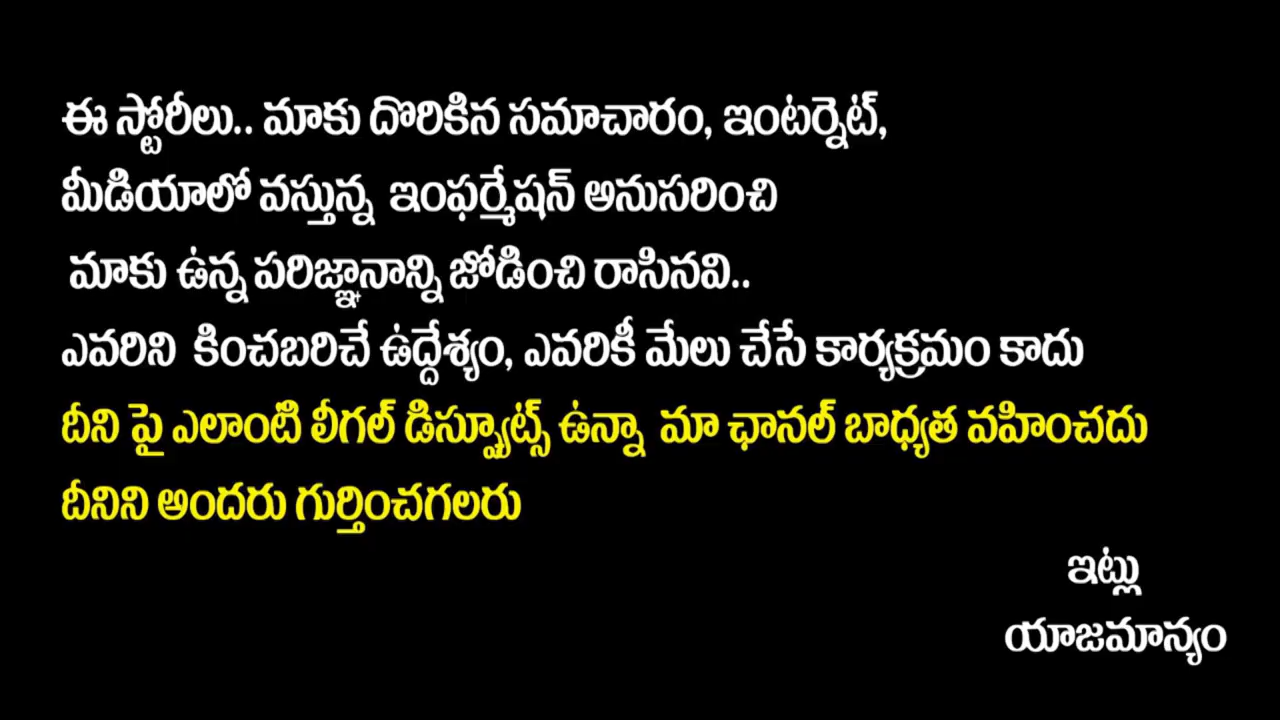 ఈ స్టోరీలు.. మాకు దొరికిన సమాచారం, ఇంటర్నెట్,
మీడియాలో వస్తున్న ఇంఫర్మేషన్ అనుసరించి
మాకు ఉన్న పరిజ్ఞానాన్ని జోడించి రాసినవి..
ఎవరిని కించబరిచే ఉద్దేశ్యం, ఎవరికీ మేలు చేసే కార్యక్రమం కాదు
దీని పై ఎలాంటి లీగల్ డిస్ప్యూట్స్ ఉన్నా మా ఛానల్ బాధ్యత వహించదు
దీనిని అందరు గుర్తించగలరు
ఇట్లు
యాజమాన్యం